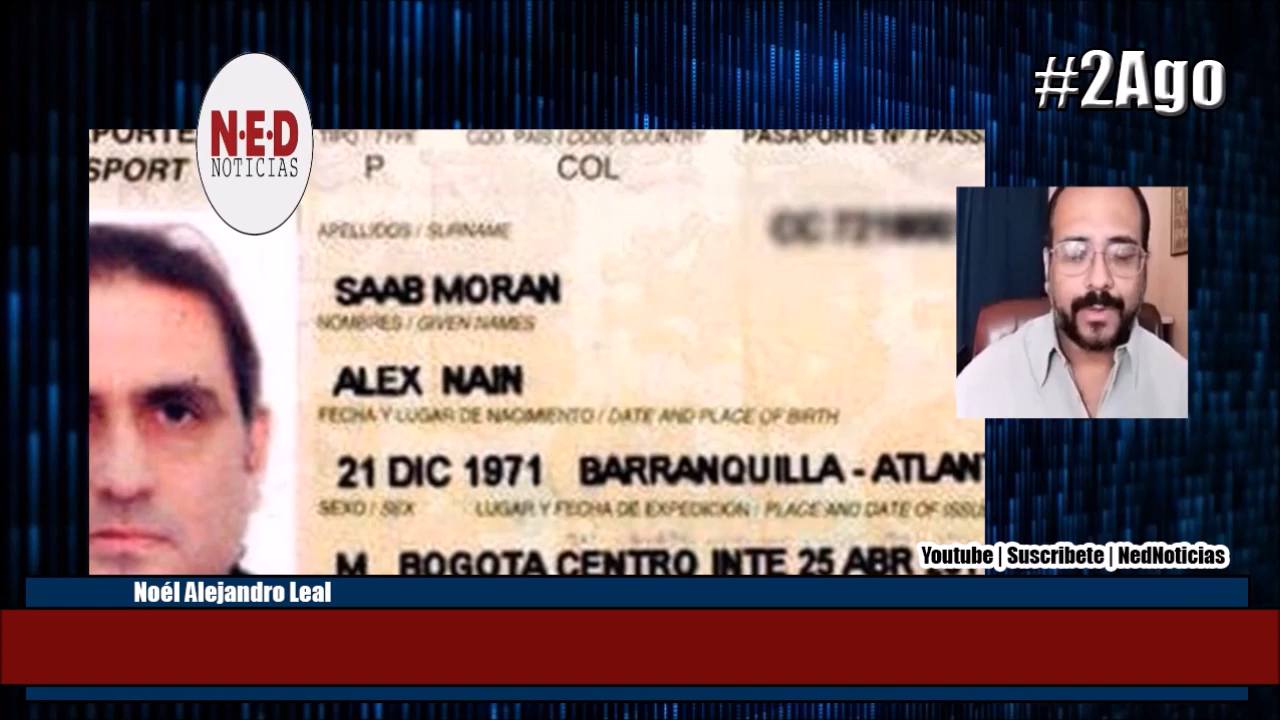 #2Ago
N·E·D
NOTICIAS
PORTE
TIPO / TYPE
COD. PAIS / CODE COUNTRY
PASAPORTE Nº / PASS
SPORT
P
COL
APELLIDOS / SURNAME
SAAB MORAN
NOMBRES / GIVEN NAMES
ALEX NAIN
FECHA Y LUGAR DE NACIMIENTO / DATE AND PLACE OF BIRTH
21 DIC 1971 BARRANQUILLA - ATLANT
SEXO / SEX
LUGAR Y FECHA DE EXPEDICION / PLACE AND DATE OF ISSU
M BOGOTA CENTRO INTE 25 ABR
Youtube | Suscribete | NedNoticias
Noél Alejandro Leal